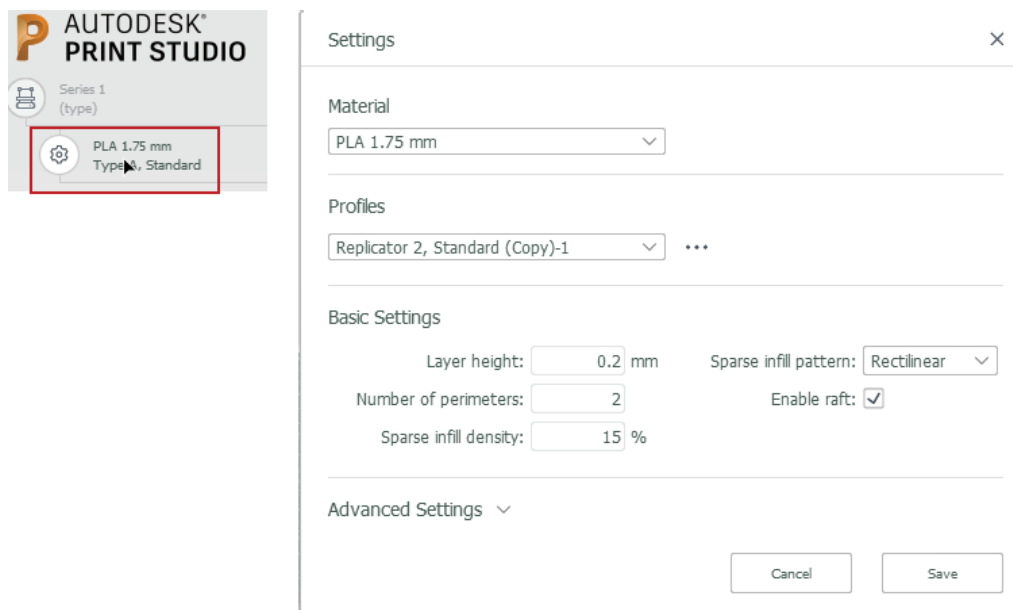 AUTODESK®
PRINT STUDIO
Series 1
(type)
PLA 1.75 mm
Type A, Standard
Settings
Material
PLA 1.75 mm
Profiles
Replicator 2, Standard (Copy)-1
Basic Settings
Layer height: 0.2 mm Sparse infill pattern: Rectilinear
Number of perimeters: 2 Enable raft:
Sparse infill density: 15 %
Advanced Settings
Cancel Save